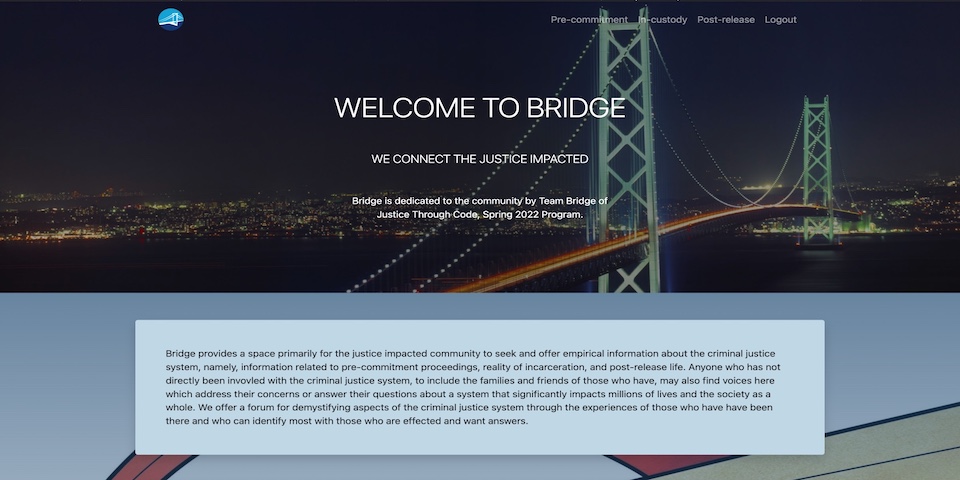 Pre-commitment In-custody Post-release Logout
WELCOME TO BRIDGE
WE CONNECT THE JUSTICE IMPACTED
Bridge is dedicated to the community by Team Bridge of
Justice Through Code, Spring 2022 Program.
Bridge provides a space primarily for the justice impacted community to seek and offer empirical information about the criminal justice
system, namely, information related to pre-commitment proceedings, reality of incarceration, and post-release life. Anyone who has not
directly been invovled with the criminal justice system, to include the families and friends of those who have, may also find voices here
which address their concerns or answer their questions about a system that significantly impacts millions of lives and the society as a
whole. We offer a forum for demystifying aspects of the criminal justice system through the experiences of those who have have been
there and who can identify most with those who are effected and want answers.